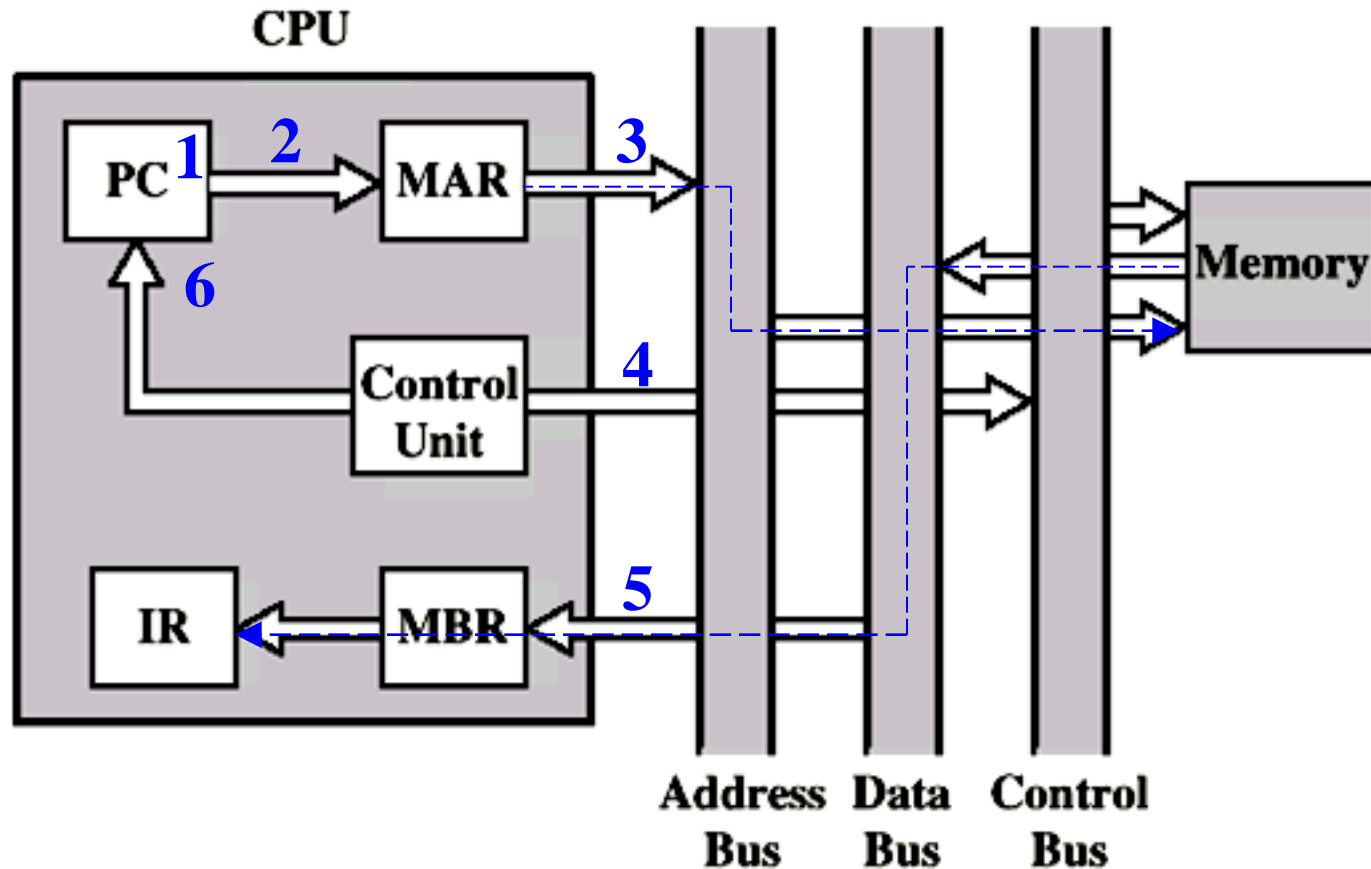 CPU
PC 1 2 MAR 3
6
Memory
Control
Unit
4
IR MBR 5
Address Data Control
Bus Bus Bus